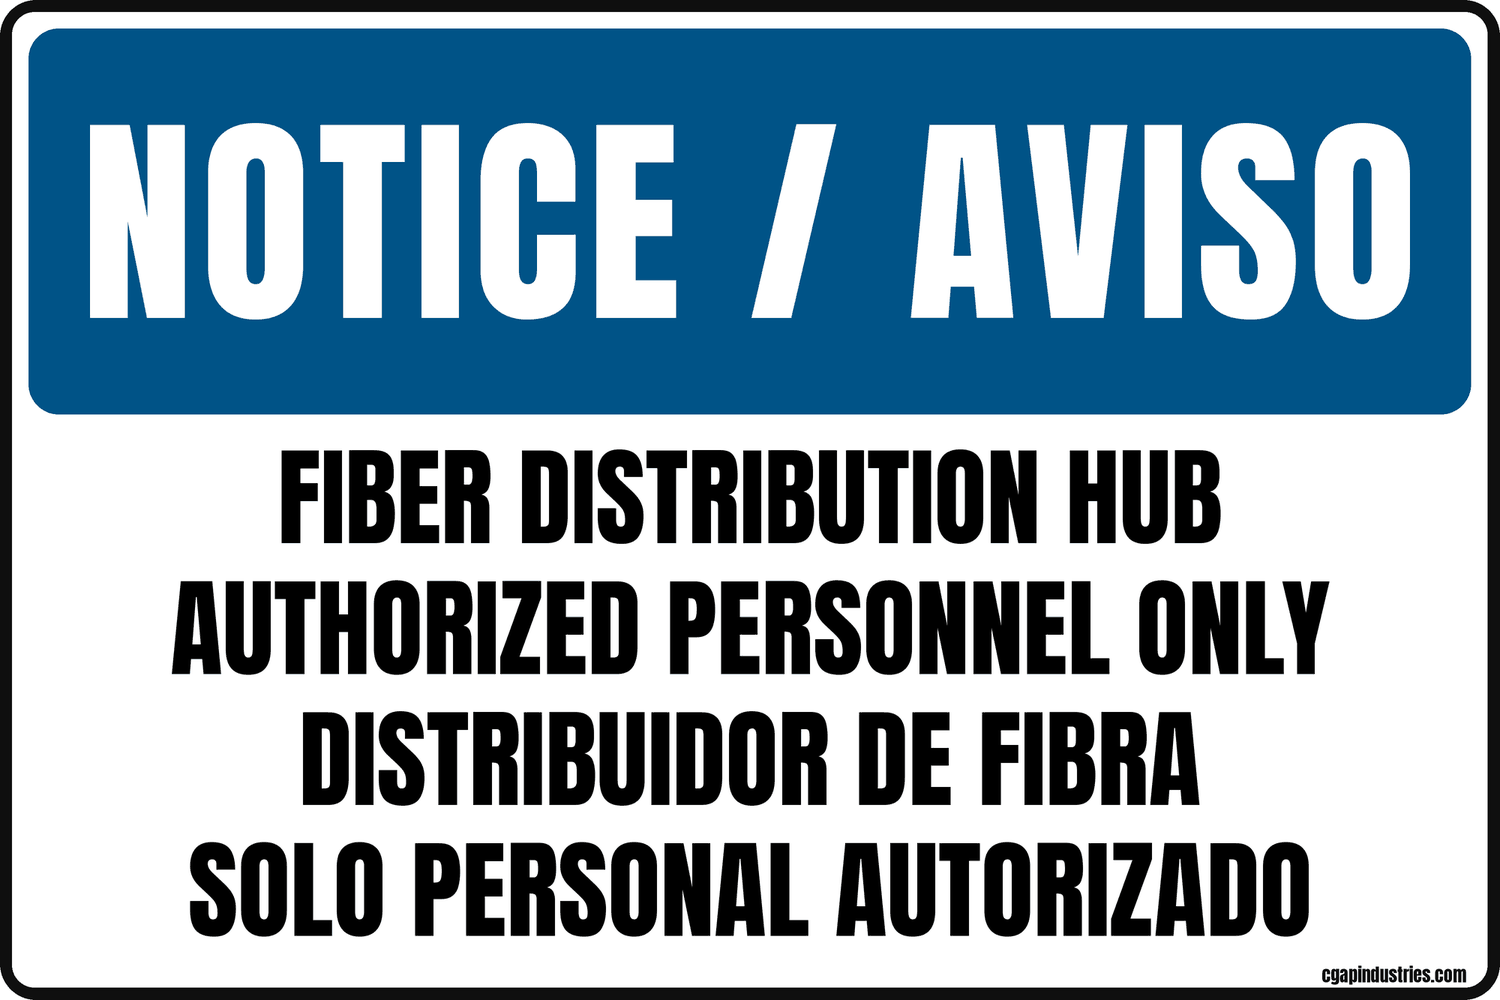 NOTICE / AVISO
FIBER DISTRIBUTION HUB
AUTHORIZED PERSONNEL ONLY
DISTRIBUIDOR DE FIBRA
SOLO PERSONAL AUTORIZADO
cgapindustries.com